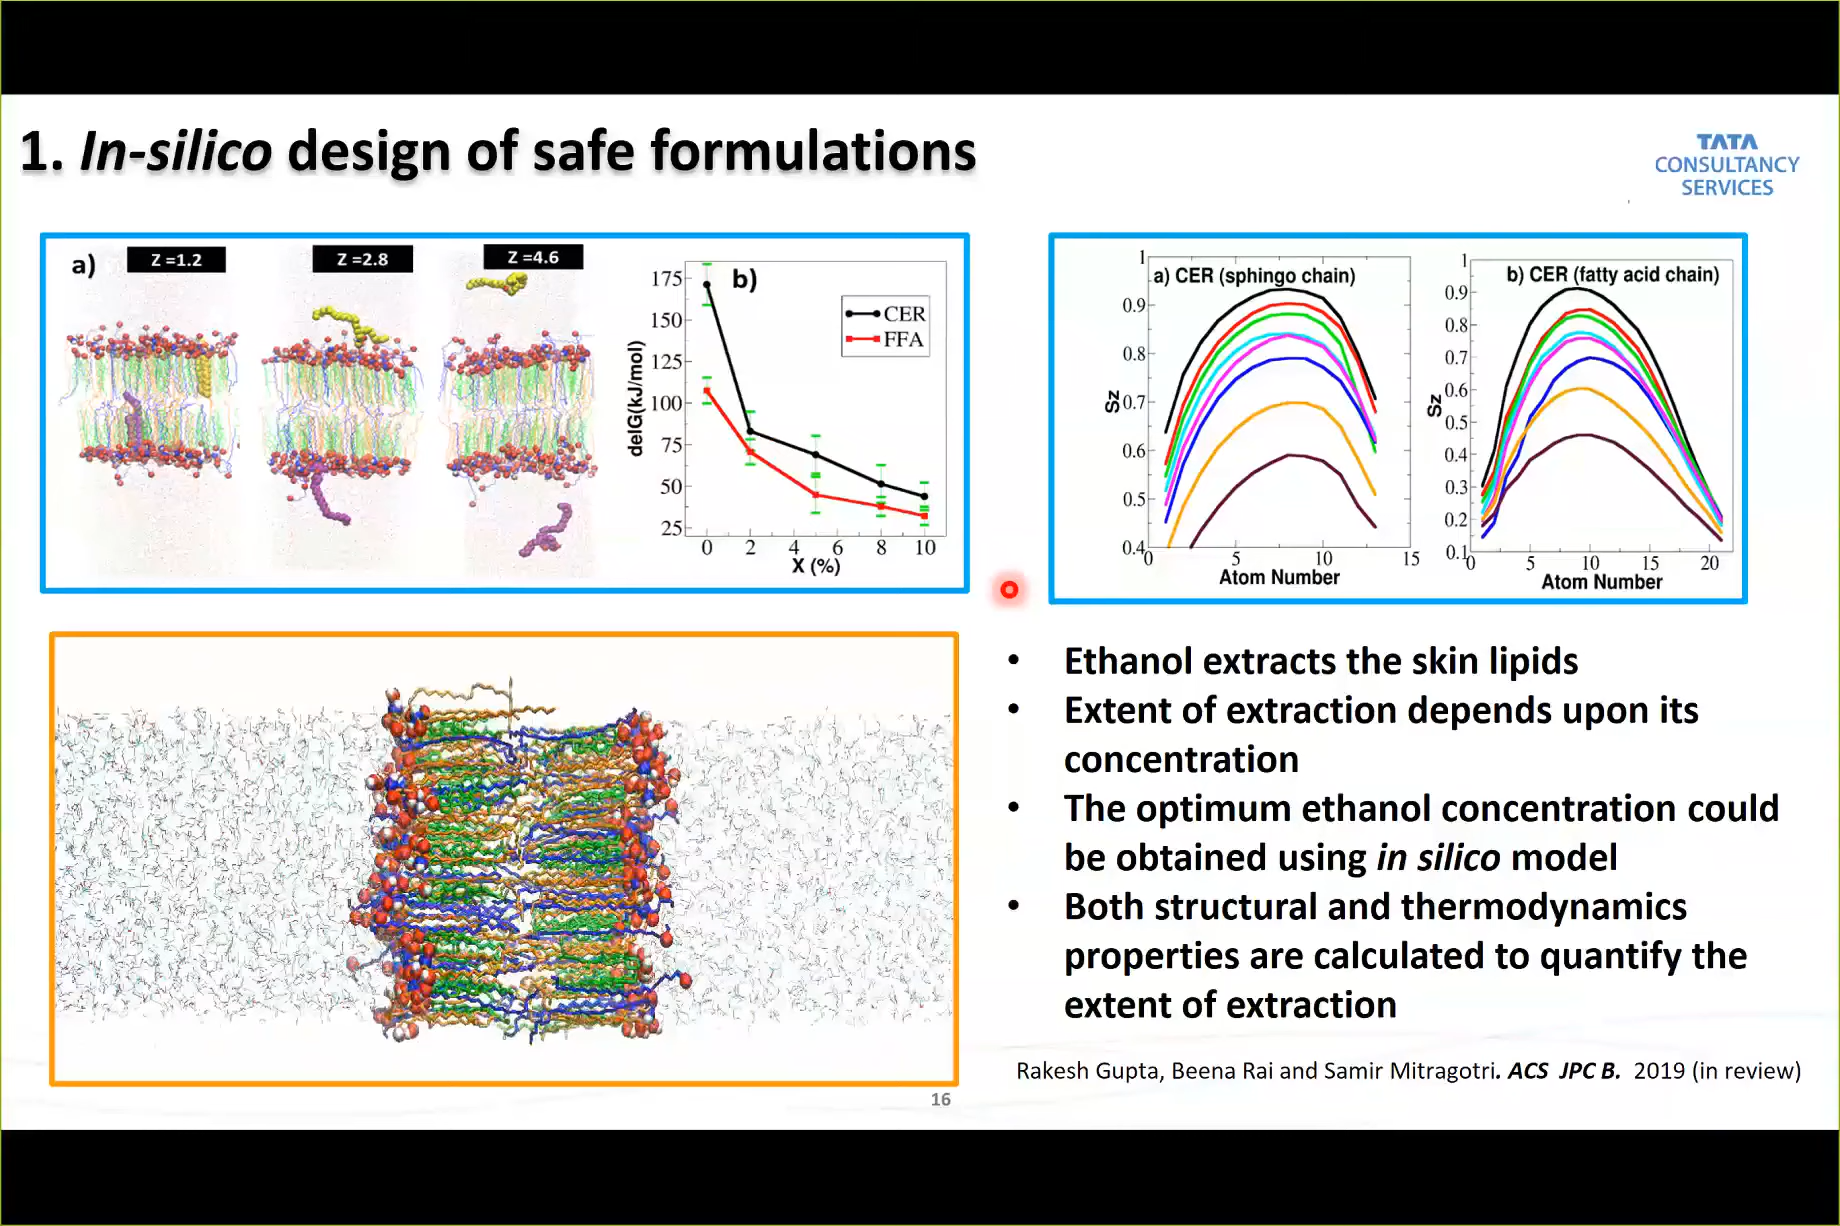 1. In-silico design of safe formulations
TATA
CONSULTANCY
SERVICES
a)
Z =1.2
Z =2.8
Z =4.6
b)
CER
FFA
175
150
125
100
75
50
25
delG(kJ/mol)
0 2 4 6 8 10
X (%)
a) CER (sphingo chain)
1
0.9
0.8
0.7
0.6
0.5
0.4
Sz
0 5 10 15
Atom Number
b) CER (fatty acid chain)
1
0.9
0.8
0.7
0.6
0.5
0.4
0.3
0.2
0.1
Sz
0 5 10 15 20
Atom Number
• Ethanol extracts the skin lipids
• Extent of extraction depends upon its
concentration
• The optimum ethanol concentration could
be obtained using in silico model
• Both structural and thermodynamics
properties are calculated to quantify the
extent of extraction
Rakesh Gupta, Beena Rai and Samir Mitragotri. ACS JPC B. 2019 (in review)
16